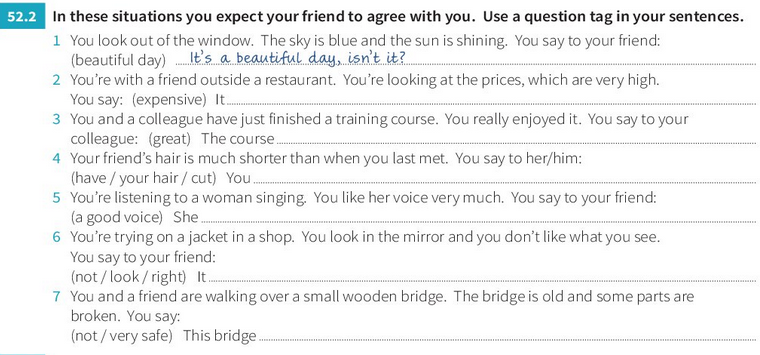 52.2 In these situations you expect your friend to agree with you. Use a question tag in your sentences.
1 You look out of the window. The sky is blue and the sun is shining. You say to your friend:
(beautiful day) It's a beautiful day, isn't it?
2 You're with a friend outside a restaurant. You're looking at the prices, which are very high.
You say: (expensive) It
3 You and a colleague have just finished a training course. You really enjoyed it. You say to your
colleague: (great) The course
4 Your friend's hair is much shorter than when you last met. You say to her/him:
(have / your hair / cut) You
5 You're listening to a woman singing. You like her voice very much. You say to your friend:
(a good voice) She
6 You're trying on a jacket in a shop. You look in the mirror and you don't like what you see.
You say to your friend:
(not / look / right) It
7 You and a friend are walking over a small wooden bridge. The bridge is old and some parts are
broken. You say:
(not / very safe) This bridge